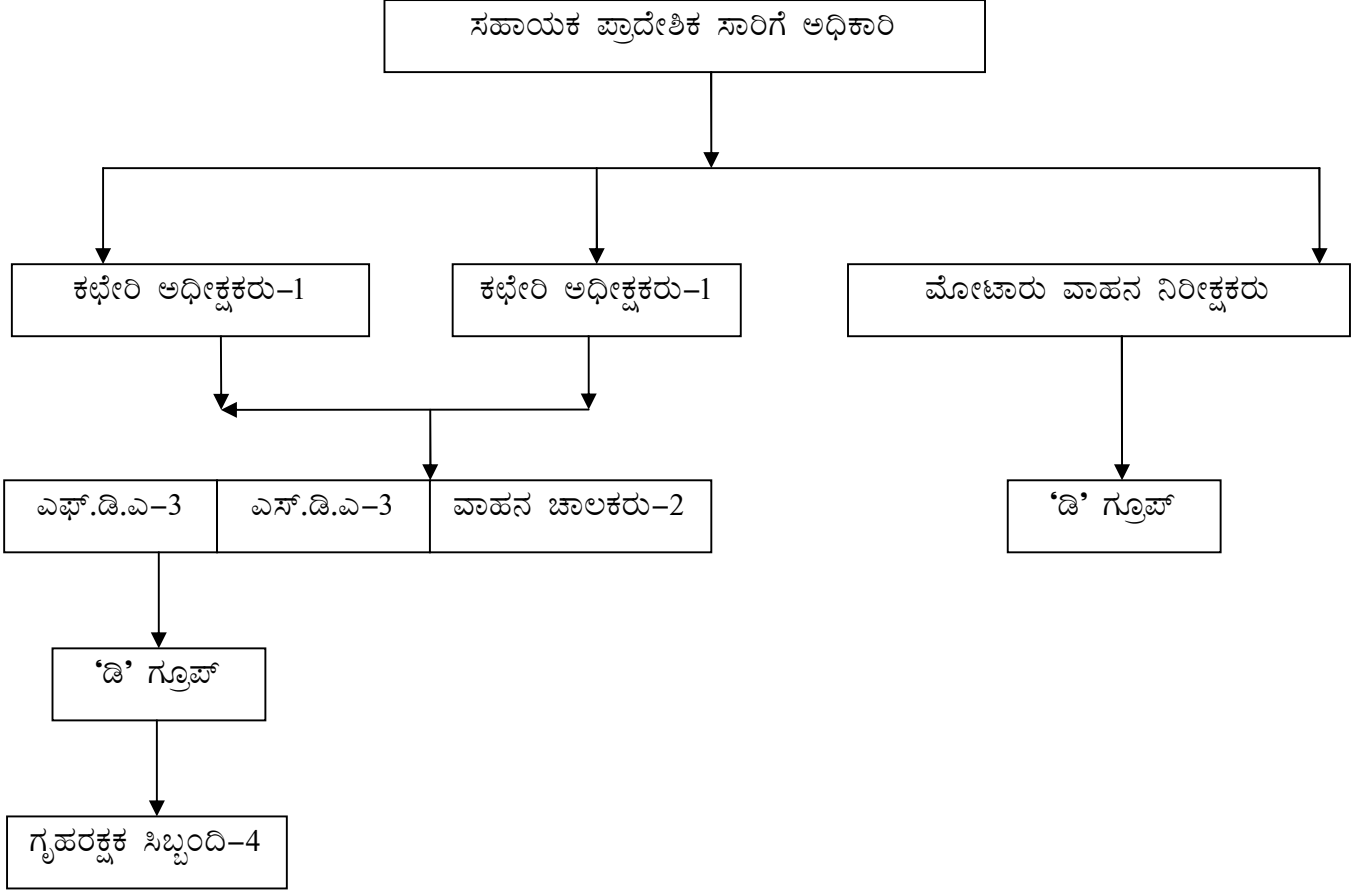 ಸಹಾಯಕ ಪ್ರಾದೇಶಿಕ ಸಾರಿಗೆ ಅಧಿಕಾರಿ
ಕಛೇರಿ ಅಧೀಕ್ಷಕರು–1
ಕಛೇರಿ ಅಧೀಕ್ಷಕರು–1
ಮೋಟಾರು ವಾಹನ ನಿರೀಕ್ಷಕರು
ಎಫ್.ಡಿ.ಎ–3
ಎಸ್.ಡಿ.ಎ–3
ವಾಹನ ಚಾಲಕರು–2
‘ಡಿ’ ಗ್ರೂಪ್
‘ಡಿ’ ಗ್ರೂಪ್
ಗೃಹರಕ್ಷಕ ಸಿಬ್ಬಂದಿ–4